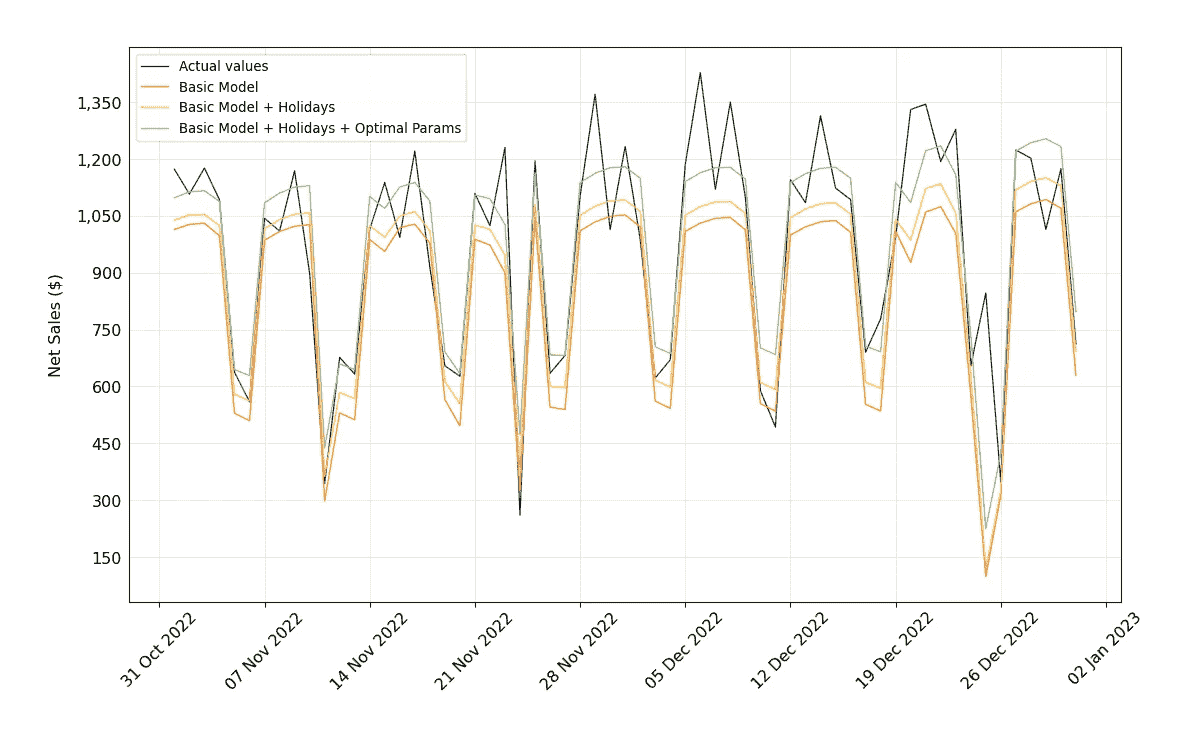 Actual values
Basic Model
Basic Model + Holidays
Basic Model + Holidays + Optimal Params
Net Sales ($)
1,350
1,200
1,050
900
750
600
450
300
150
31 Oct 2022
07 Nov 2022
14 Nov 2022
21 Nov 2022
28 Nov 2022
05 Dec 2022
12 Dec 2022
19 Dec 2022
26 Dec 2022
02 Jan 2023